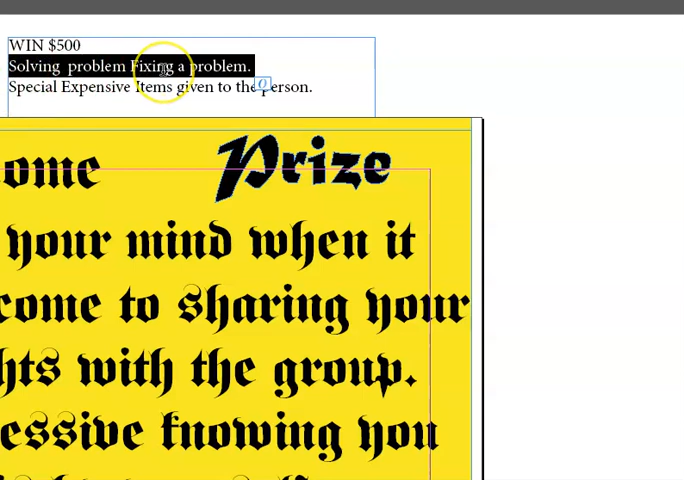 WIN $500
Solving problem Fixing a problem.
Special Expensive Items given to the person.
ome Prize
your mind when it
come to sharing your
hts with the group.
essive knowing you